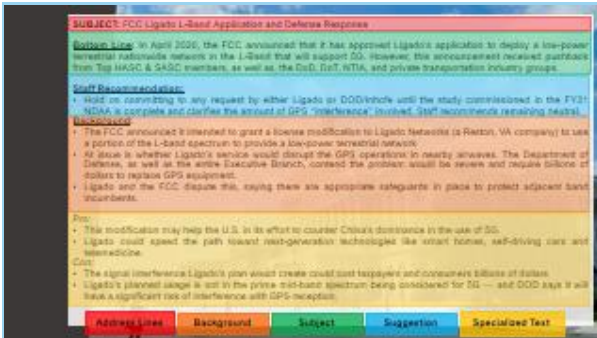 SUBJECT: FCC Ligado L-Band Application and Defense Response
Bottom Line: In April 2020, the FCC announced that it has approved Ligado's application to deploy a low-power
terrestrial nationwide network in the L-Band that will support 5G. However, this announcement received pushback
from Top HASC & SASC members, as well as, the DoD, DoT, NTIA, and private transportation industry groups.
Staff Recommendation:
• Hold on committing to any request by either Ligado or DOD/Inhofe until the study commissioned in the FY21
NDAA is complete and clarifies the amount of GPS "interference" involved. Staff recommends remaining neutral.
Background:
• The FCC announced it intended to grant a license modification to Ligado Networks (a Reston, VA company) to use
a portion of the L-band spectrum to provide a low-power terrestrial network
• At issue is whether Ligado's service would disrupt the GPS operations in nearby airwaves. The Department of
Defense, as well as the entire Executive Branch, contend the problem would be severe and require billions of
dollars to replace GPS equipment.
• Ligado and the FCC dispute this, saying there are appropriate safeguards in place to protect adjacent band
incumbents.
Pro:
• This modification may help the U.S. in its effort to counter China's dominance in the use of 5G.
• Ligado could speed the path toward next-generation technologies like smart homes, self-driving cars and
telemedicine.
Con:
• The signal interference Ligado's plan would create could cost taxpayers and consumers billions of dollars
• Ligado's planned usage is not in the prime mid-band spectrum being considered for 5G — and DOD says it will
have a significant risk of interference with GPS reception.
Address Lines Background Subject Suggestion Specialized Text